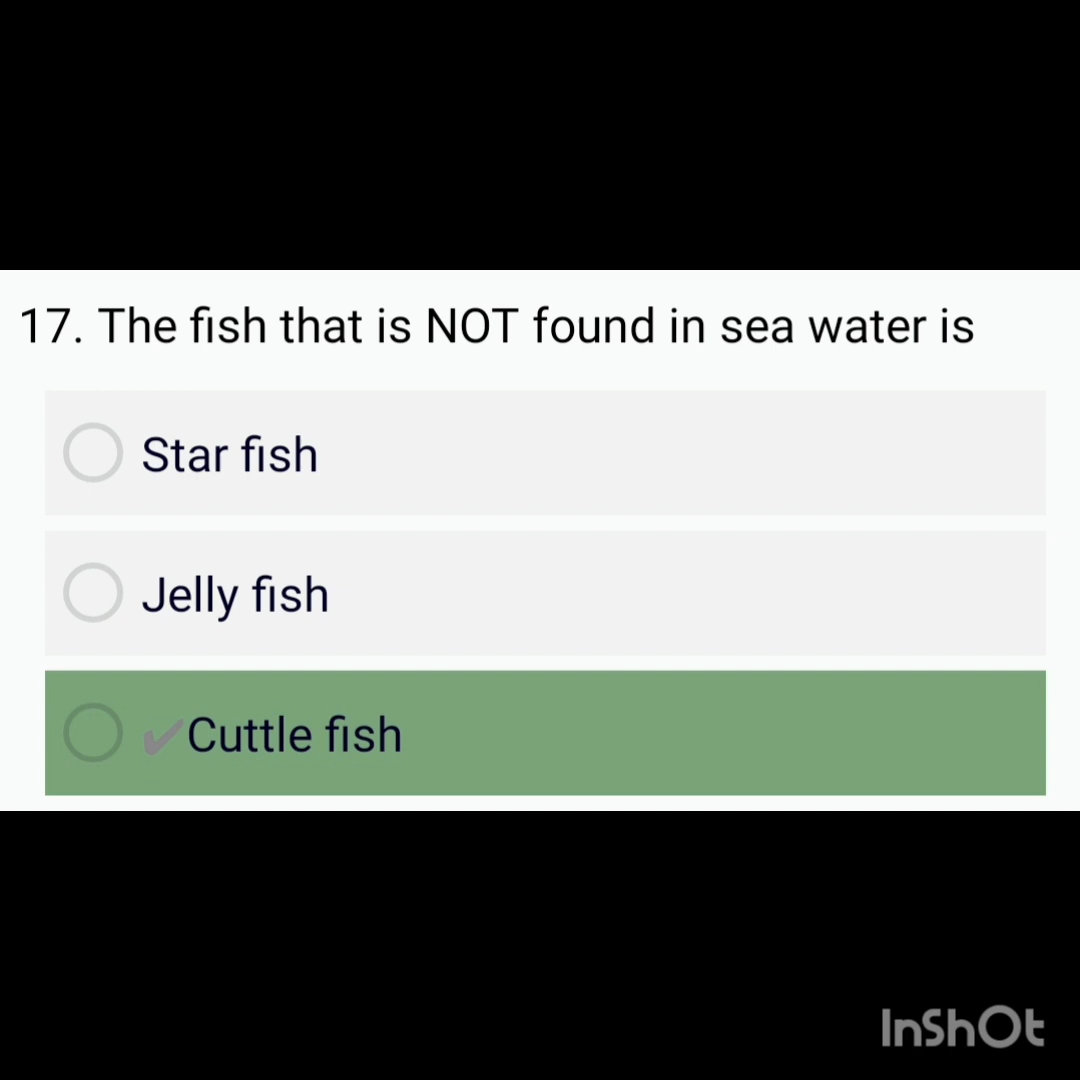 17. The fish that is NOT found in sea water is
Star fish
Jelly fish
✔Cuttle fish
InShOt